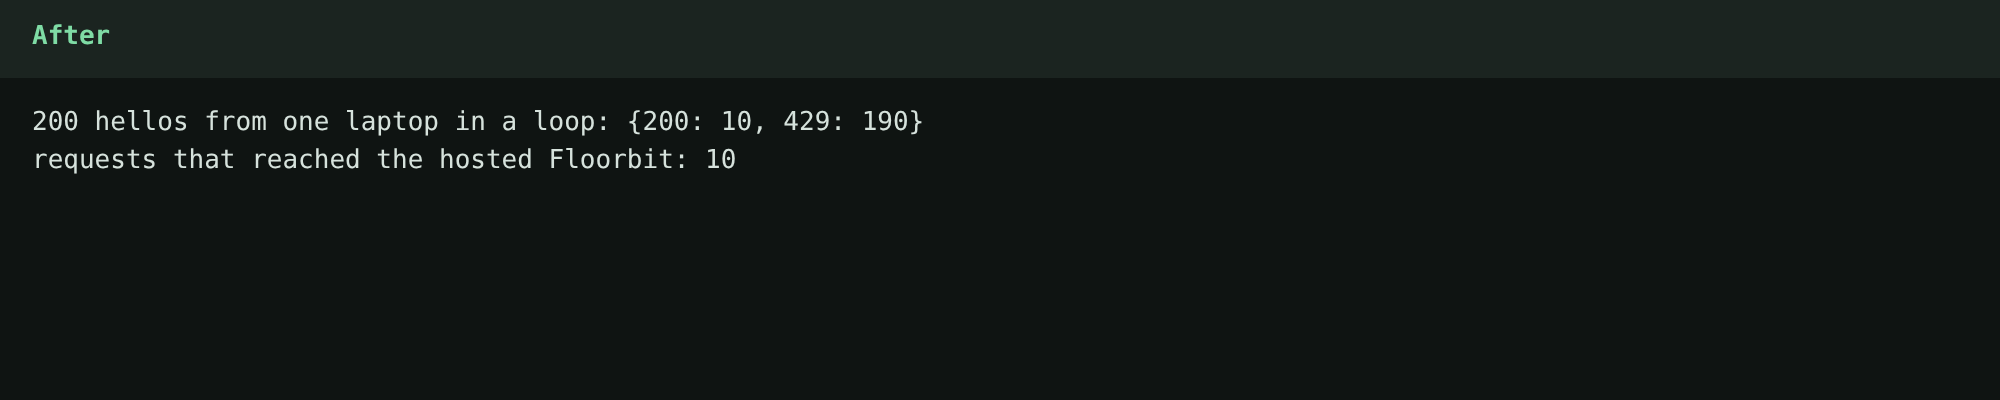 After
200 hellos from one laptop in a loop: {200: 10, 429: 190}
requests that reached the hosted Floorbit: 10